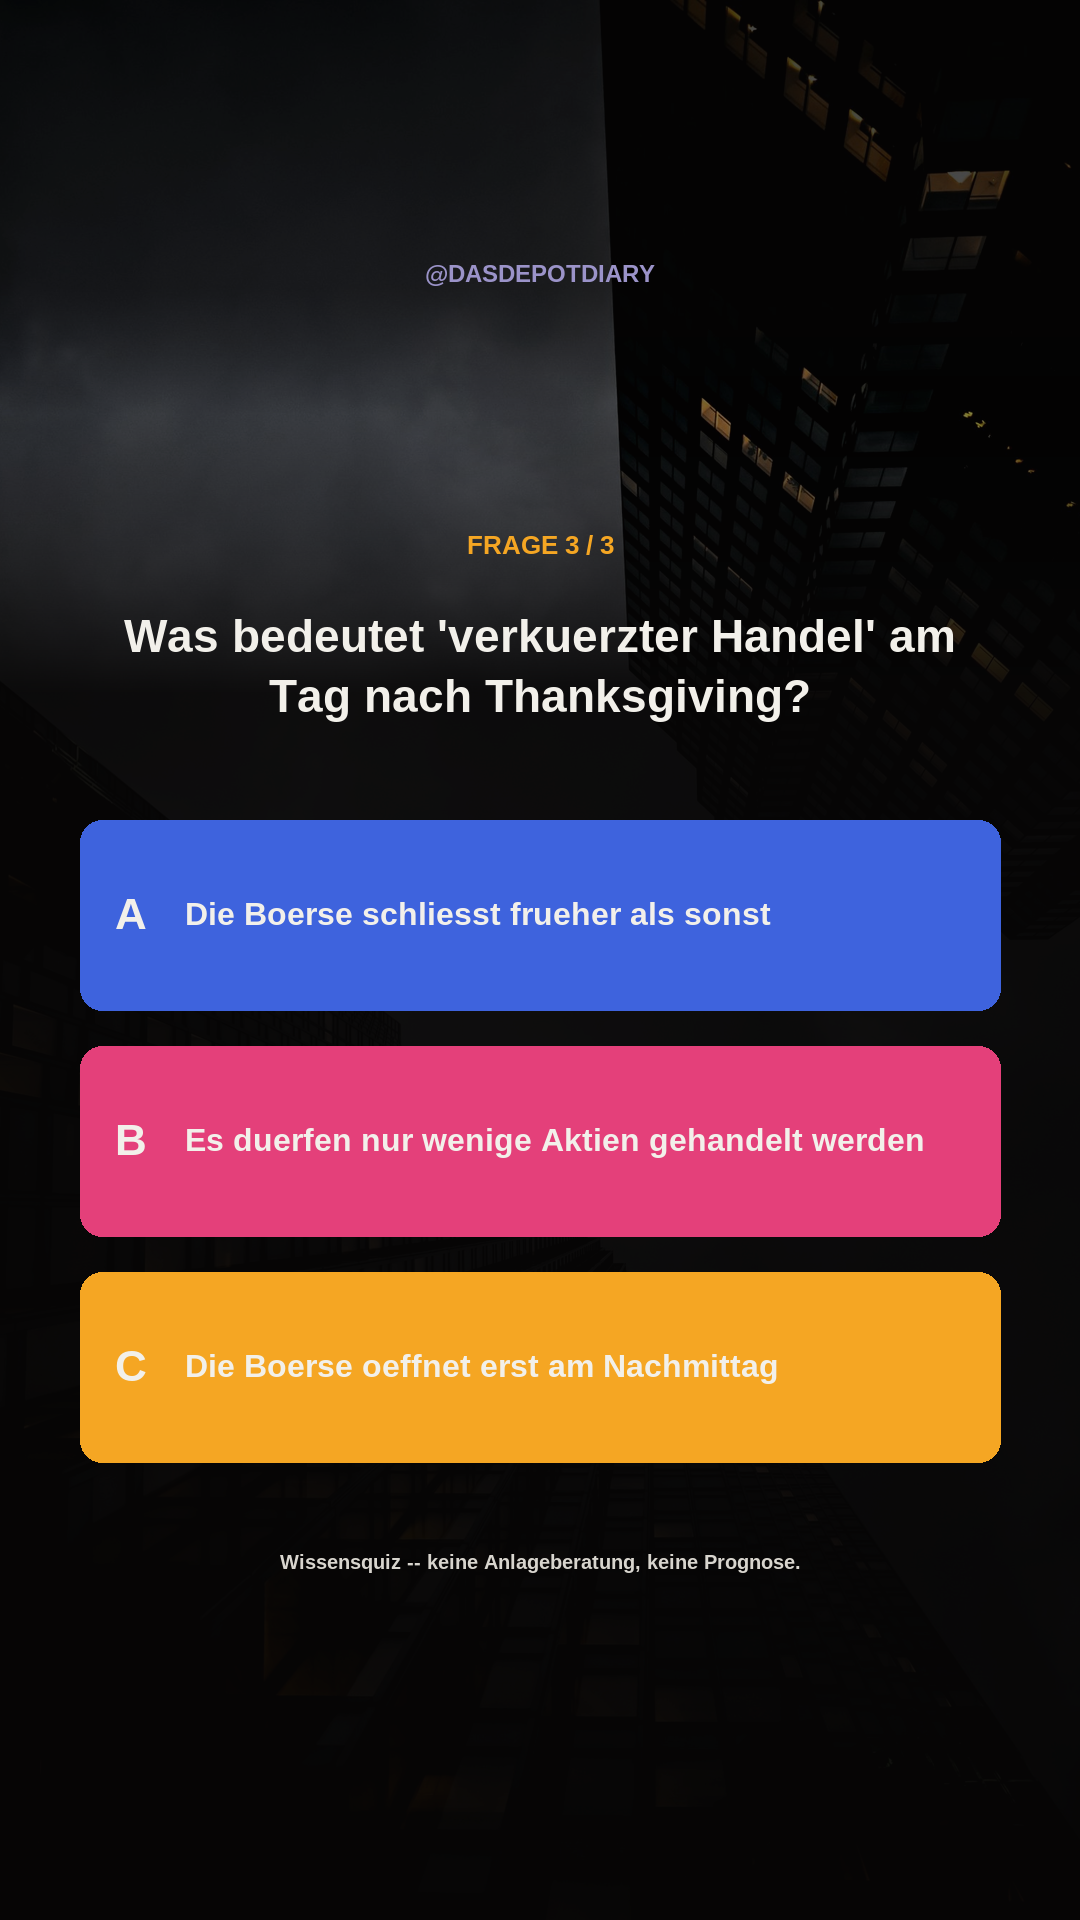 @DASDEPOTDIARY
FRAGE 3 / 3
Was bedeutet 'verkuerzter Handel' am
Tag nach Thanksgiving?
A Die Boerse schliesst frueher als sonst
B Es duerfen nur wenige Aktien gehandelt werden
C Die Boerse oeffnet erst am Nachmittag
Wissensquiz -- keine Anlageberatung, keine Prognose.